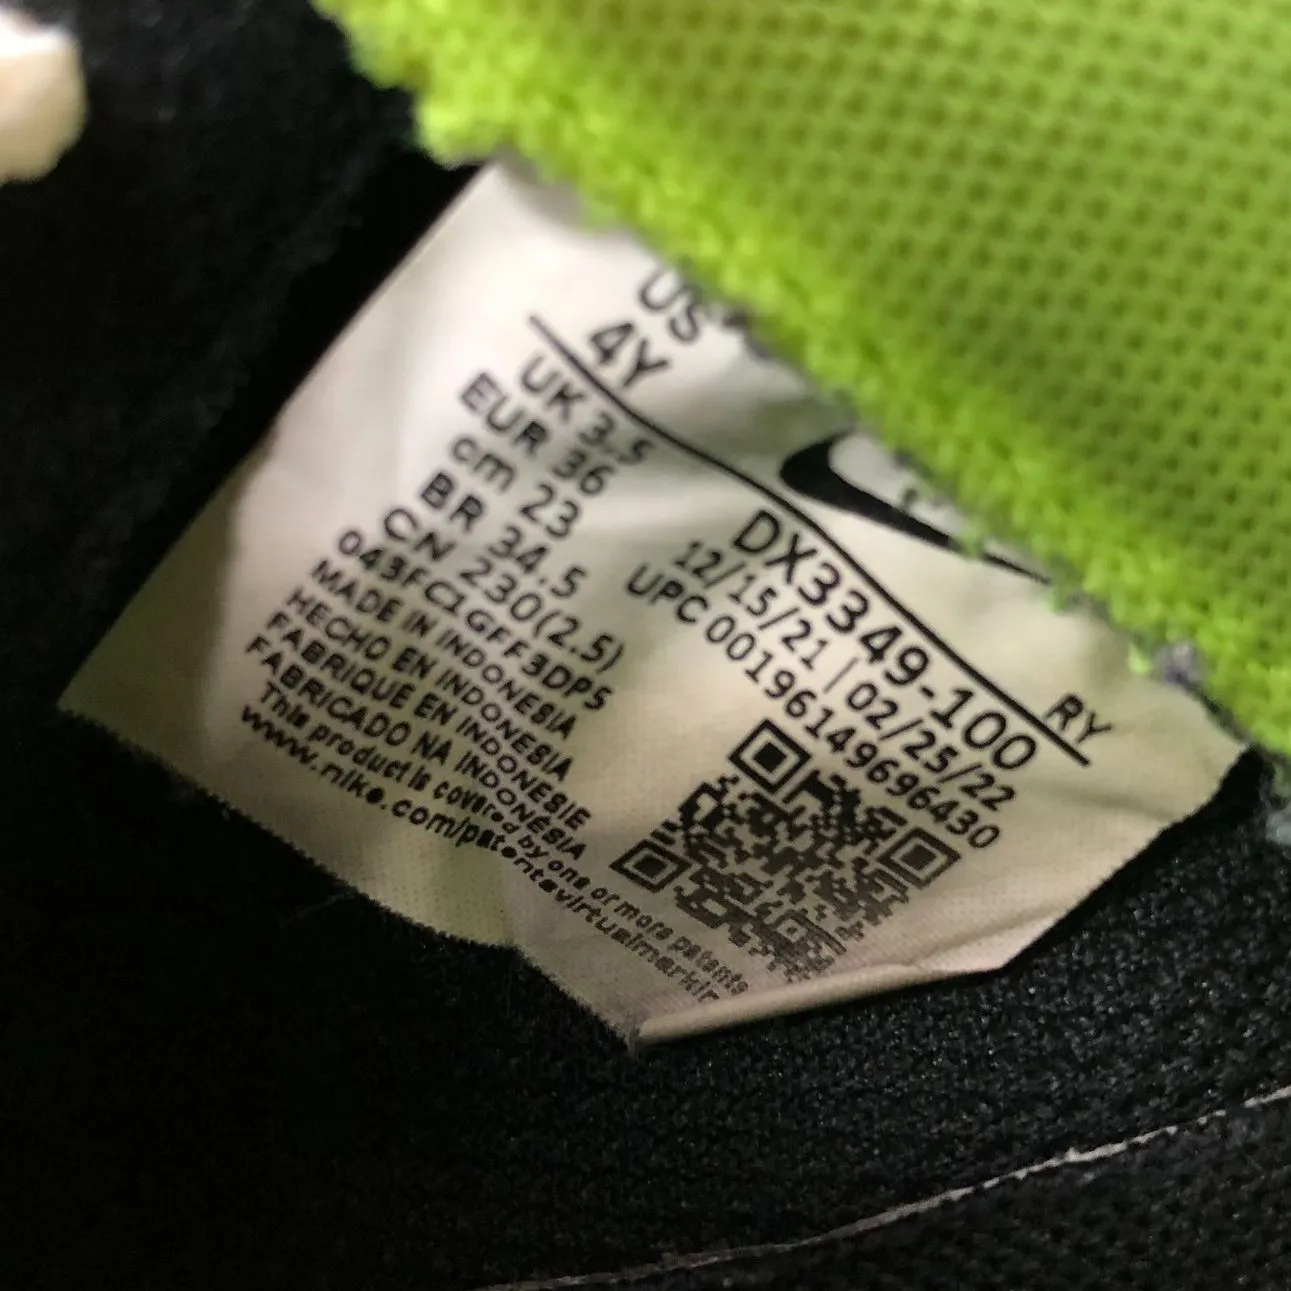 US
4Y
UK 3.5
EUR 36
cm 23
BR 34.5
CN 230(2.5)
043FC1GFF3DP5
MADE IN INDONESIA
HECHO EN INDONESIA
FABRIQUE EN INDONESIE
FABRICADO NA INDONÉSIA
This product is covered by one or more patents
www.nike.com/patentsvirtualmarkin
RY
DX3349-100
12/15/21 | 02/25/22
UPC 00196149696430